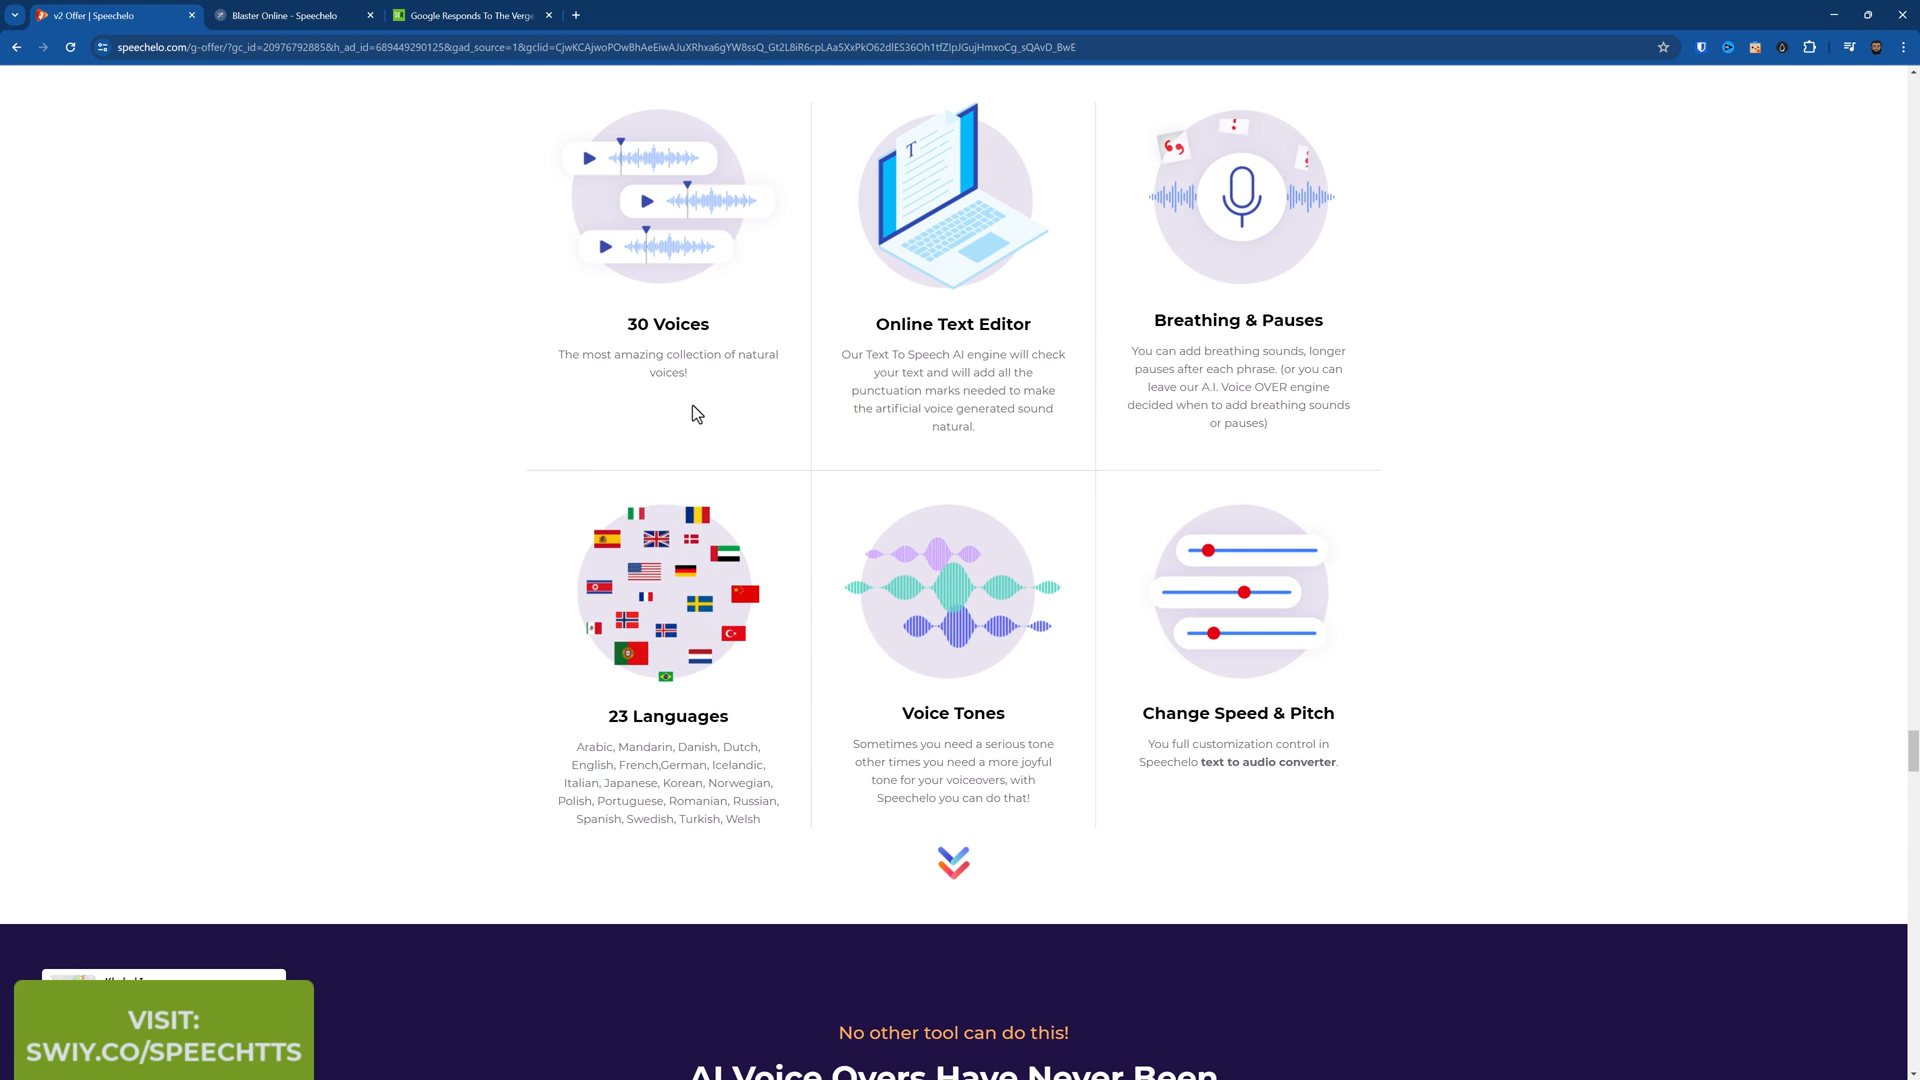 v2 Offer | Speechelo
Blaster Online - Speechelo
Google Responds To The Verge
speechelo.com/g-offer/?gc_id=20976792885&h_ad_id=689449290125&gad_source=1&gclid=CjwKCAjwoPOwBhAeEiwAJuXRhxa6gYW8ssQ_Gt2L8iR6cpLAa5XxPkO62dlES36Oh1tfZIpJGujHmxoCg_sQAvD_BwE
30 Voices
The most amazing collection of natural
voices!
Online Text Editor
Our Text To Speech AI engine will check
your text and will add all the
punctuation marks needed to make
the artificial voice generated sound
natural.
Breathing & Pauses
You can add breathing sounds, longer
pauses after each phrase. (or you can
leave our A.I. Voice OVER engine
decided when to add breathing sounds
or pauses)
23 Languages
Arabic, Mandarin, Danish, Dutch,
English, French,German, Icelandic,
Italian, Japanese, Korean, Norwegian,
Polish, Portuguese, Romanian, Russian,
Spanish, Swedish, Turkish, Welsh
Voice Tones
Sometimes you need a serious tone
other times you need a more joyful
tone for your voiceovers, with
Speechelo you can do that!
Change Speed & Pitch
You full customization control in
Speechelo text to audio converter.
VISIT:
SWIY.CO/SPEECHTTS
No other tool can do this!
AI Voice Overs Have Never Been